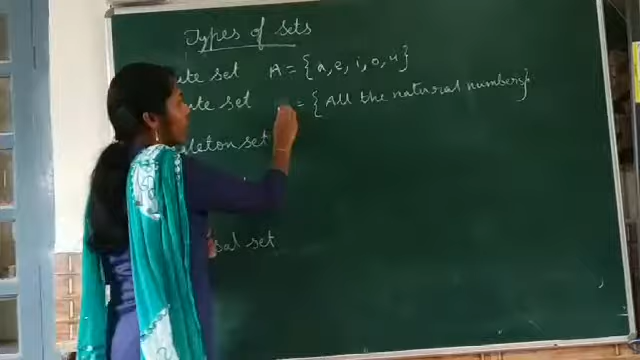 Types of Sets
ite set A = {a, e, i, o, u}
ite set = {All the natural numbers}
leton set
sal set